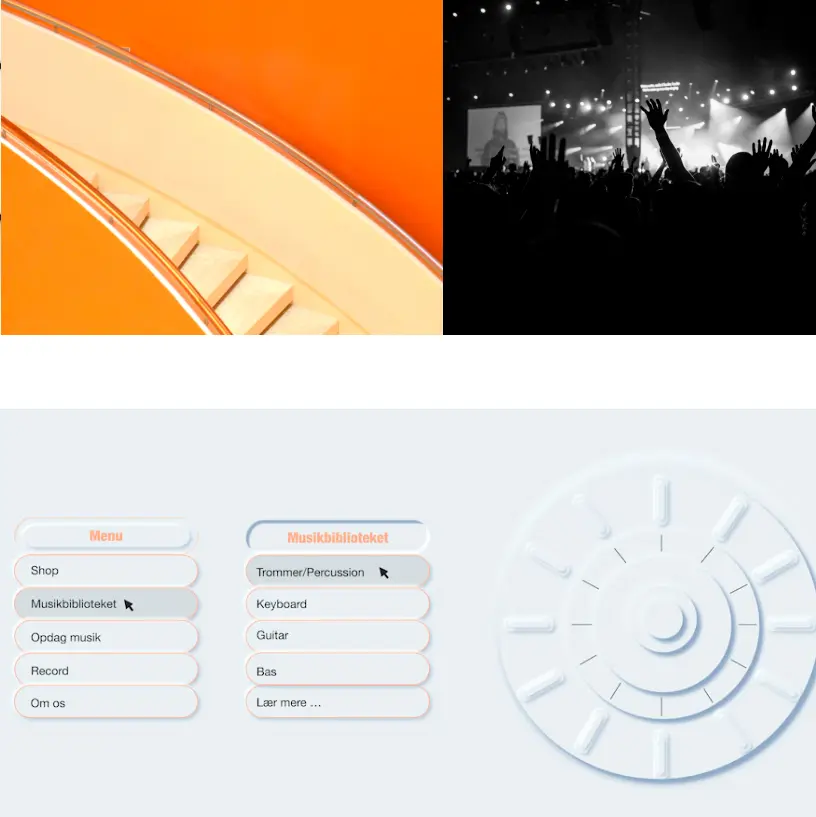 Menu
Shop
Musikbiblioteket
Opdag musik
Record
Om os
Musikbiblioteket
Trommer/Percussion
Keyboard
Guitar
Bas
Lær mere ...